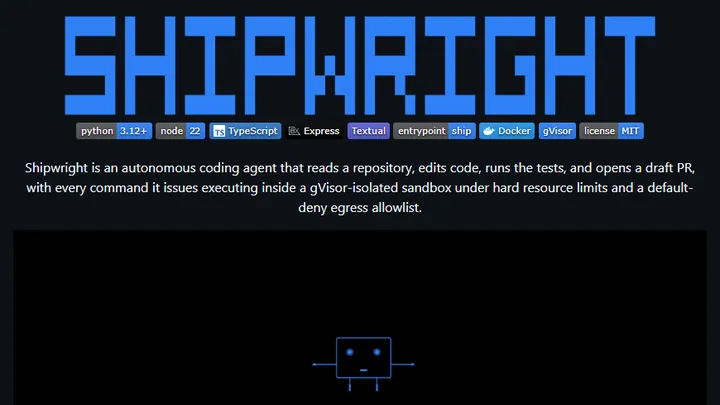 SHIPWRIGHT
python 3.12+ node 22 TS TypeScript Express Textual entrypoint ship Docker gVisor license MIT
Shipwright is an autonomous coding agent that reads a repository, edits code, runs the tests, and opens a draft PR,
with every command it issues executing inside a gVisor-isolated sandbox under hard resource limits and a default-
deny egress allowlist.